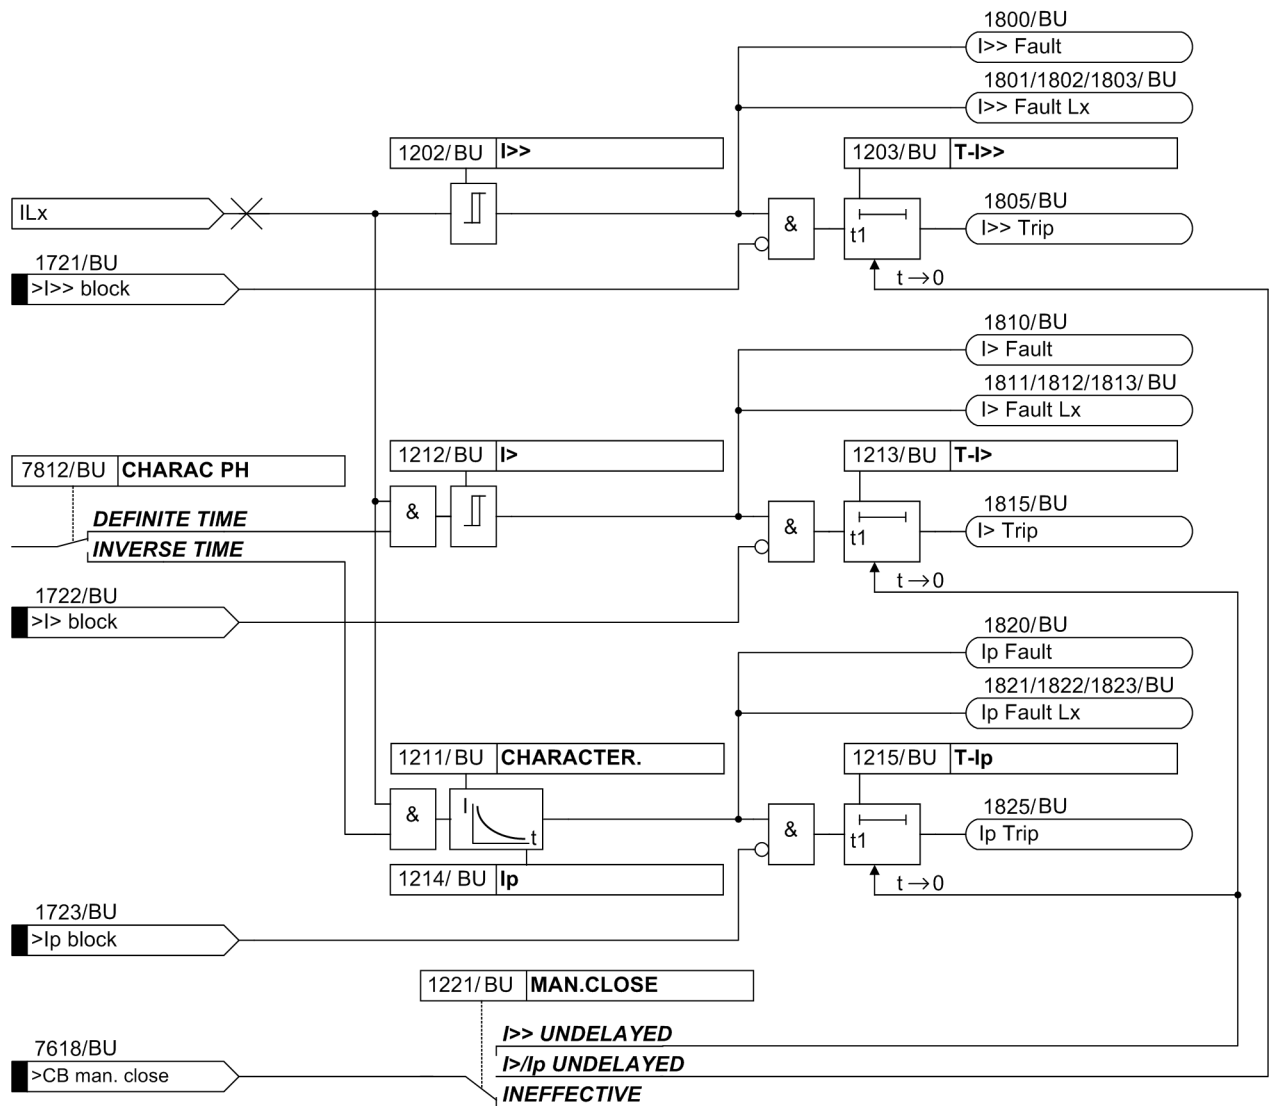 1800/BU
I>> Fault
1801/1802/1803/ BU
I>> Fault Lx
1202/BU I>>
1203/BU T-I>>
ILx
&
t1
1805/BU
I>> Trip
1721/BU
>I>> block
t→0
1810/BU
I> Fault
1811/1812/1813/ BU
I> Fault Lx
1212/BU I>
1213/BU T-I>
7812/BU CHARAC PH
DEFINITE TIME
INVERSE TIME
&
&
t1
1815/BU
I> Trip
t→0
1722/BU
>I> block
1820/BU
Ip Fault
1821/1822/1823/BU
Ip Fault Lx
1211/BU CHARACTER.
1215/BU T-Ip
&
I
t
&
t1
1825/BU
Ip Trip
1214/ BU Ip
t→0
1723/BU
>Ip block
1221/BU MAN.CLOSE
7618/BU
>CB man. close
I>> UNDELAYED
I>/Ip UNDELAYED
INEFFECTIVE